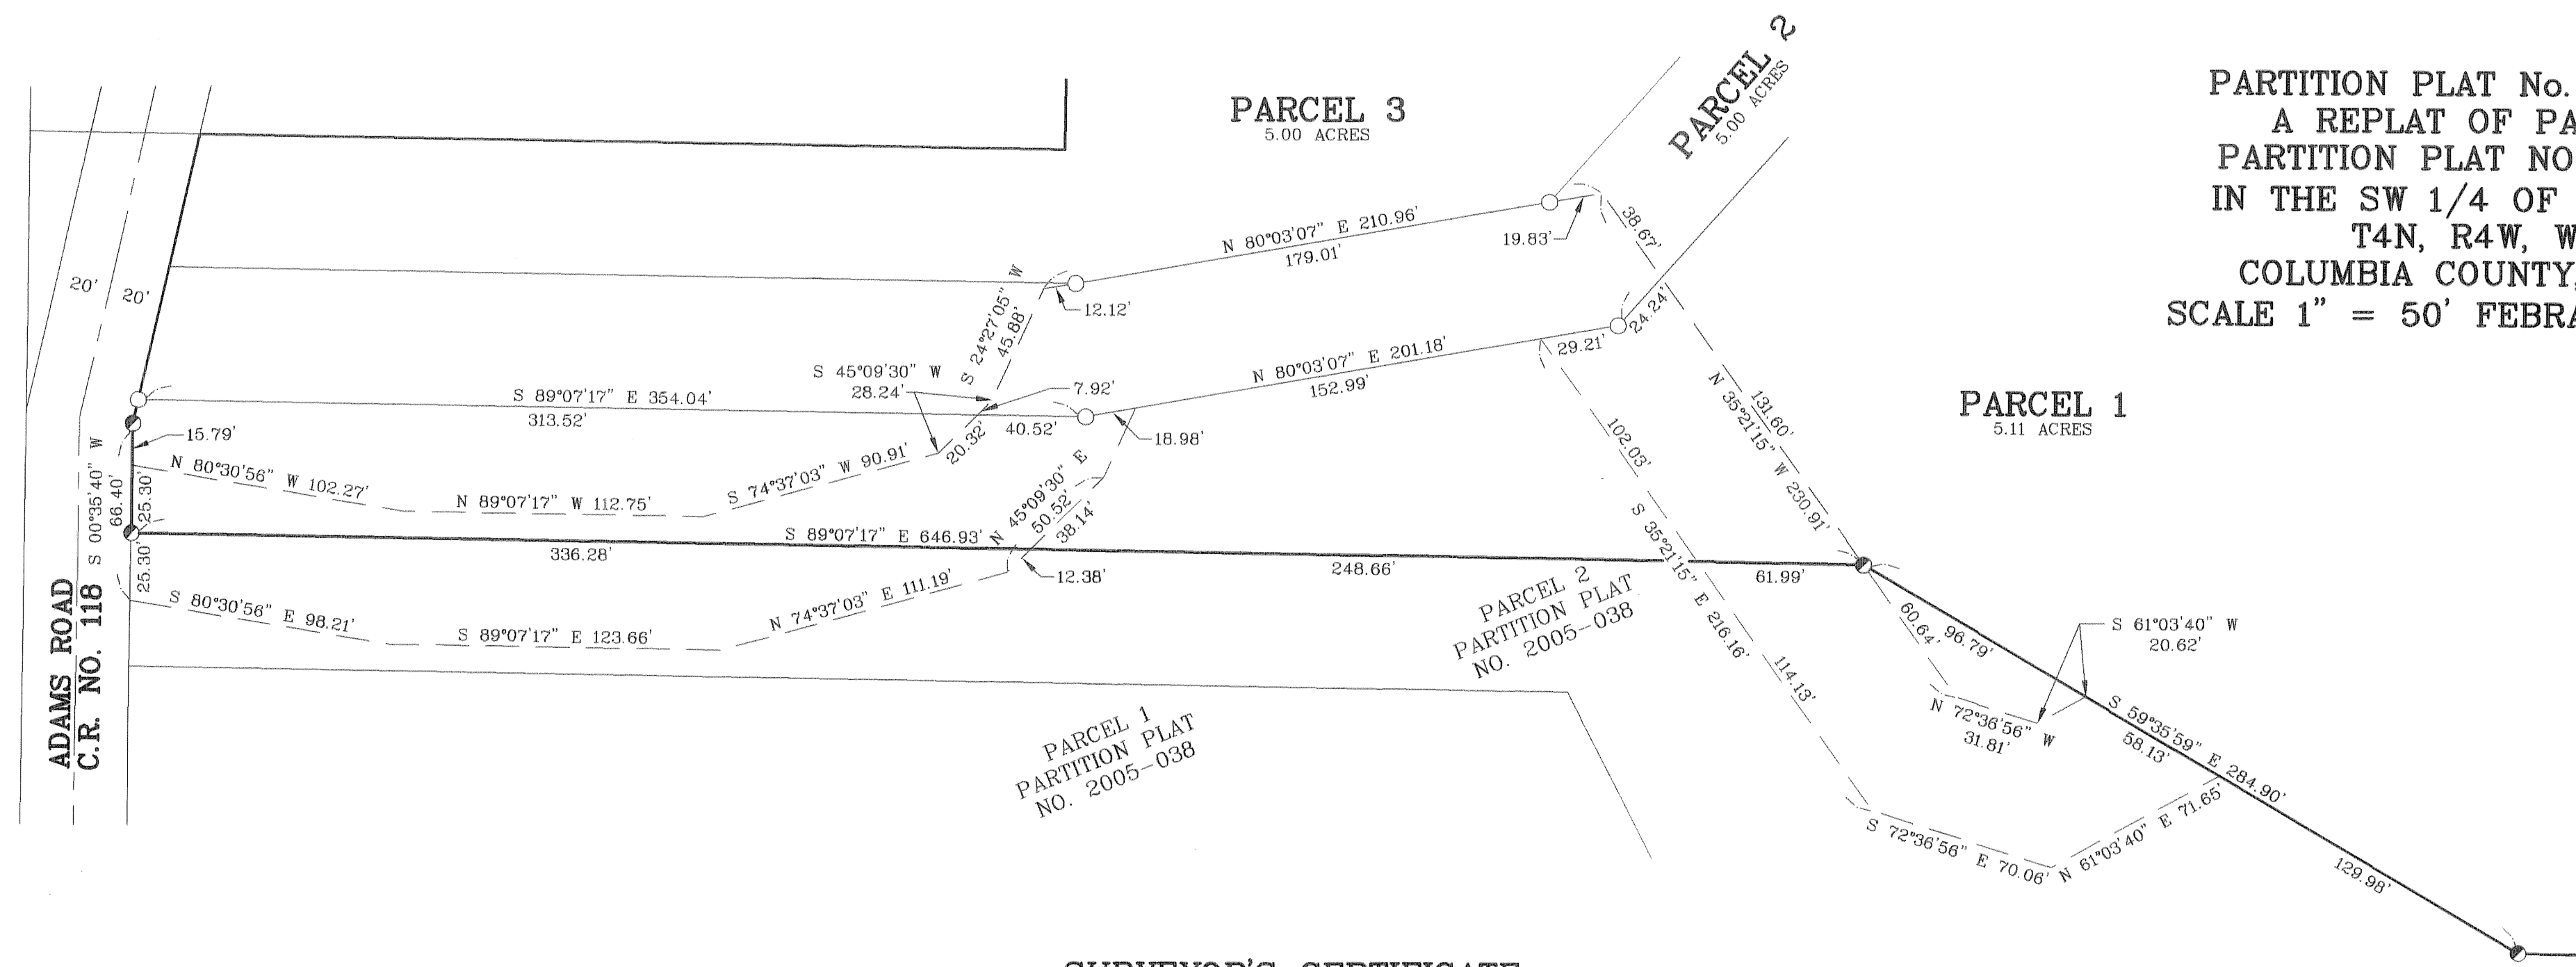 PARCEL 3
5.00 ACRES
PARCEL 2
5.00 ACRES
PARTITION PLAT No.
A REPLAT OF PA
PARTITION PLAT NO
IN THE SW 1/4 OF
T4N, R4W, W
COLUMBIA COUNTY,
SCALE 1" = 50' FEBRA
20'
20'
N 80°03'07" E 210.96'
179.01'
19.83'
38.67'
12.12'
S 24°27'05" W
45.88'
24.24'
29.21'
N 80°03'07" E 201.18'
152.99'
S 45°09'30" W
28.24'
7.92'
S 89°07'17" E 354.04'
313.52'
40.52'
20.32'
18.98'
PARCEL 1
5.11 ACRES
131.60'
N 35°21'15" W 230.91'
102.03'
S 35°21'15" E 216.16'
114.13'
15.79'
N 80°30'56" W 102.27'
N 89°07'17" W 112.75'
S 74°37'03" W 90.91'
N 45°09'30" E
50.52'
38.14'
S 00°35'40" W
66.40'
25.30'
25.30'
S 89°07'17" E 646.93'
336.28'
248.66'
61.99'
12.38'
S 80°30'56" E 98.21'
S 89°07'17" E 123.66'
N 74°37'03" E 111.19'
PARCEL 2
PARTITION PLAT
NO. 2005-038
60.64'
96.79'
S 61°03'40" W
20.62'
N 72°36'56" W
31.81'
S 59°35'59" E 284.90'
58.13'
129.98'
S 72°36'56" E 70.06'
N 61°03'40" E 71.65'
ADAMS ROAD
C.R. NO. 118
PARCEL 1
PARTITION PLAT
NO. 2005-038
SURVEYOR'S CERTIFICATE